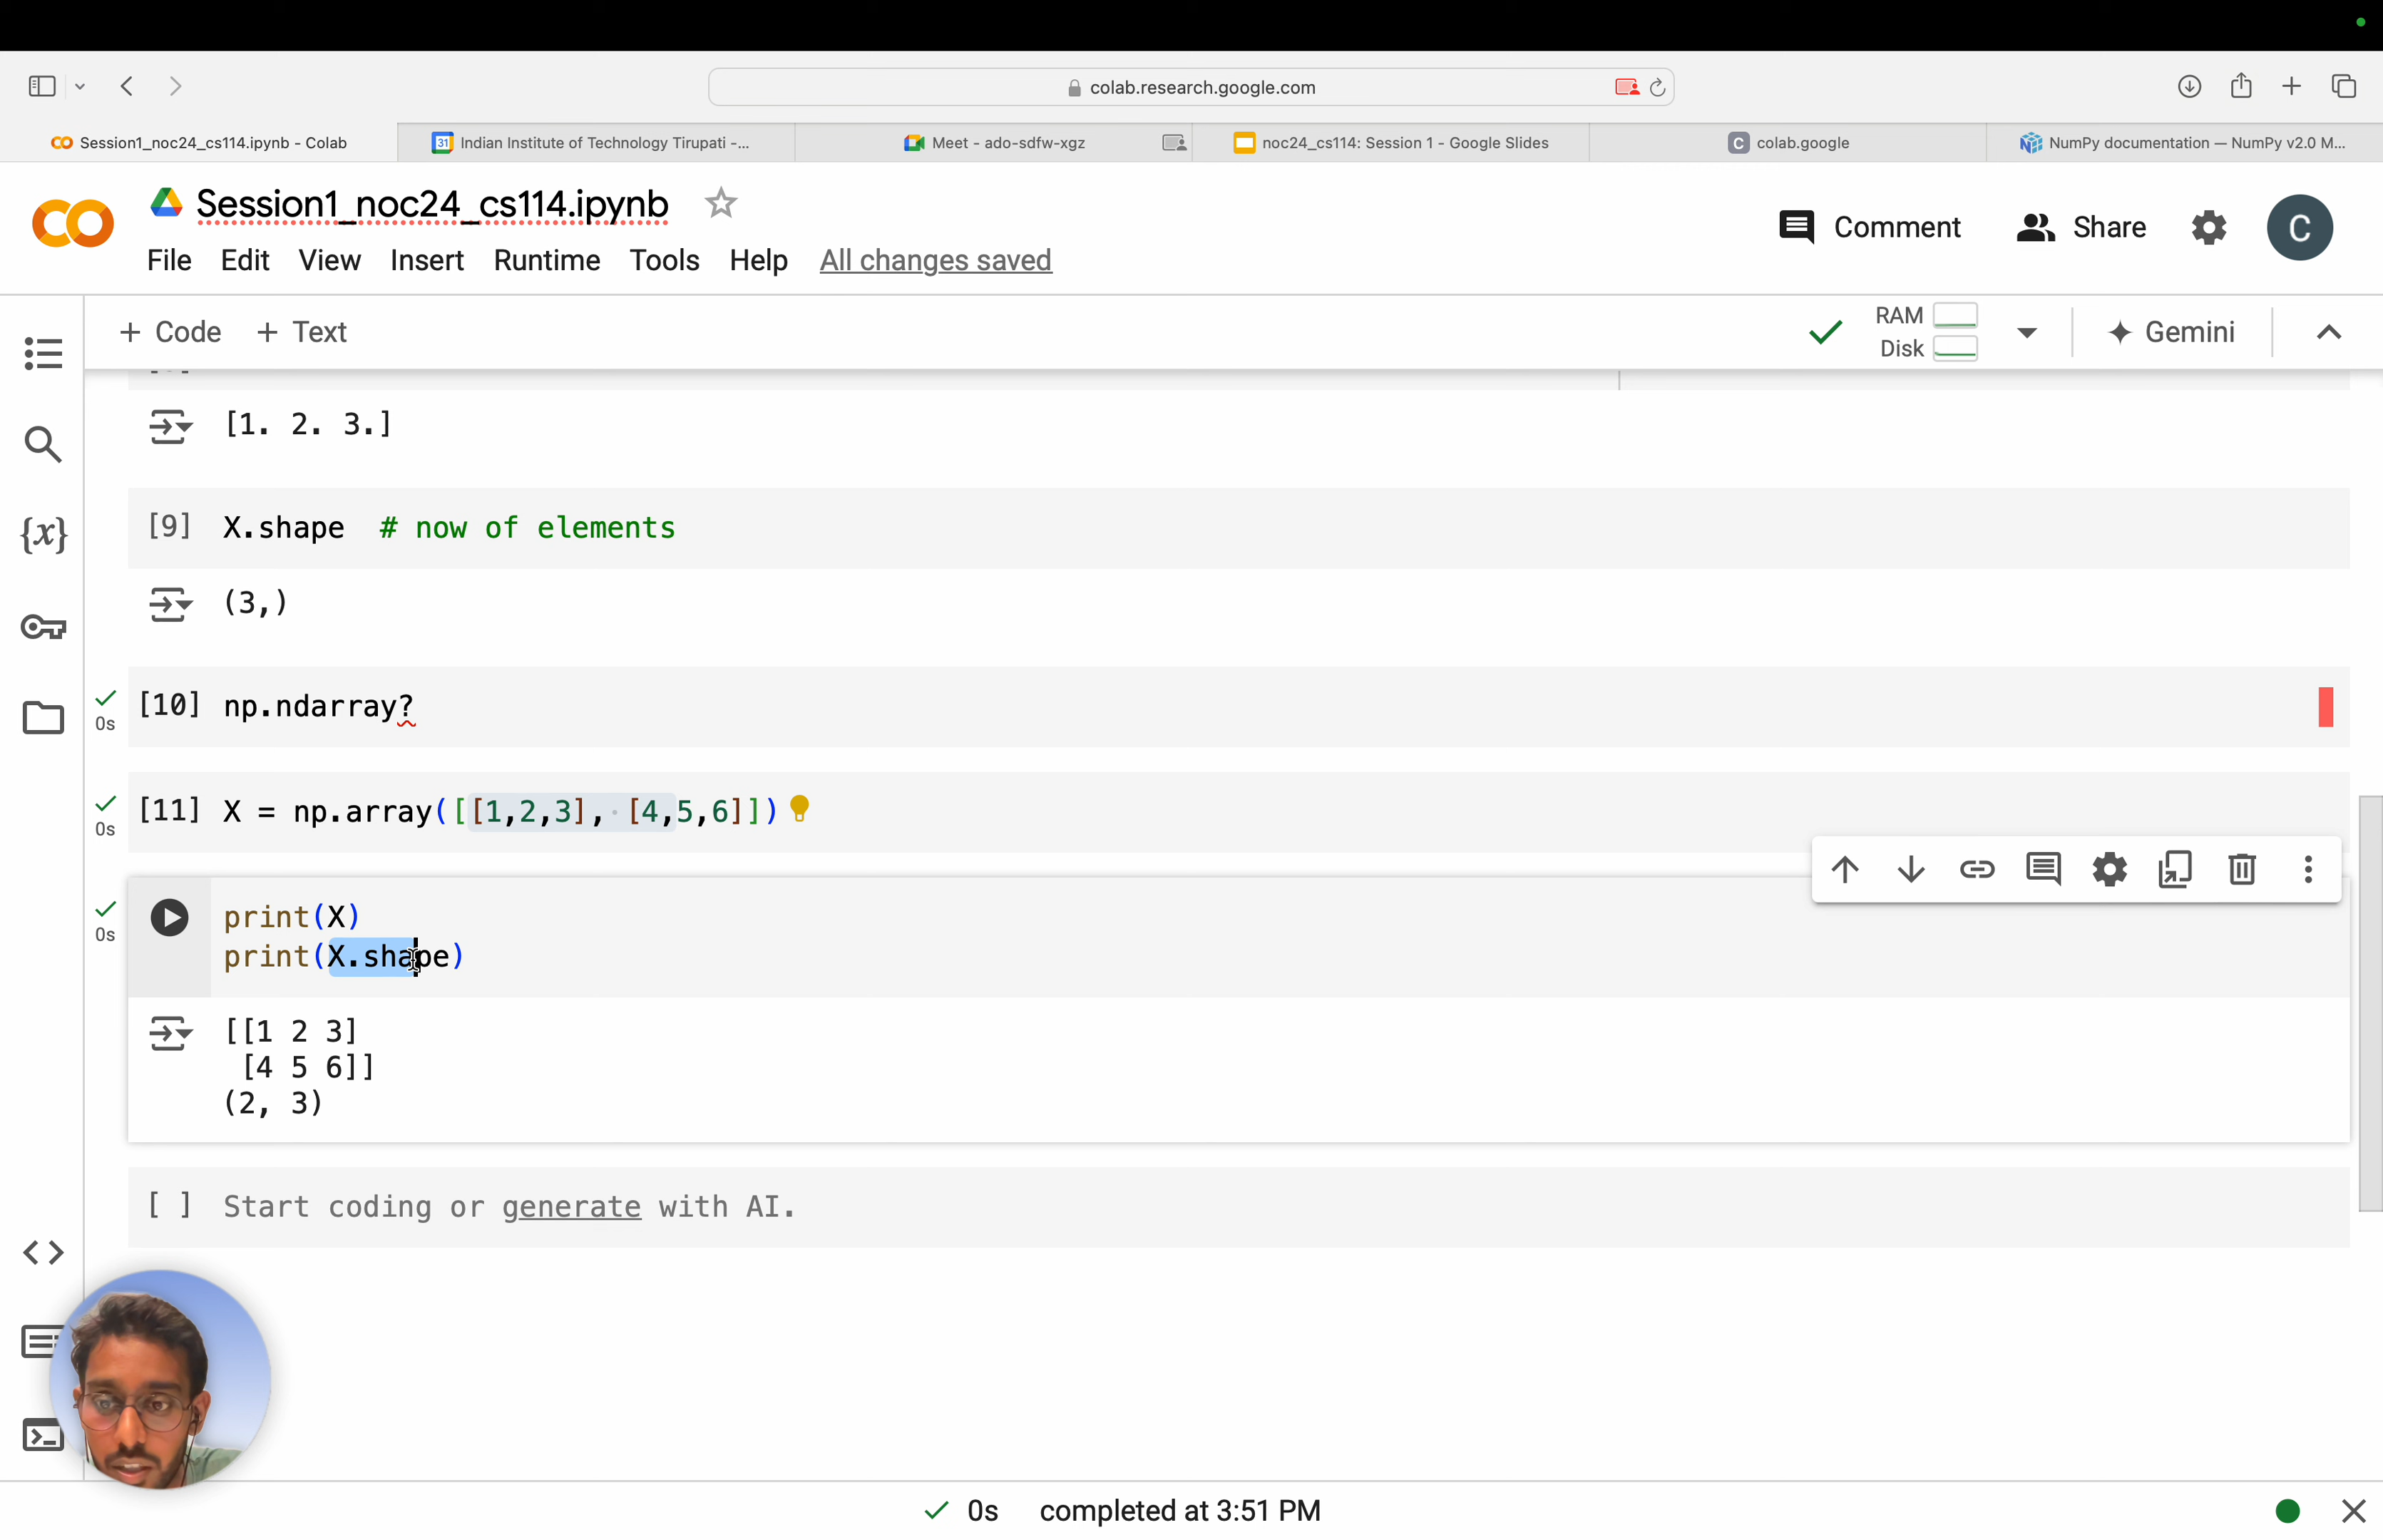 colab.research.google.com
Session1_noc24_cs114.ipynb - Colab
31 Indian Institute of Technology Tirupati -...
Meet - ado-sdfw-xgz
noc24_cs114: Session 1 - Google Slides
C colab.google
NumPy documentation — NumPy v2.0 M...
Session1_noc24_cs114.ipynb
Comment
Share
C
File Edit View Insert Runtime Tools Help All changes saved
+ Code + Text
RAM
Disk
Gemini
[1. 2. 3.]
[9] X.shape # now of elements
(3,)
[10] np.ndarray?
0s
[11] X = np.array([[1,2,3], [4,5,6]])
0s
print(X)
0s
print(X.shape)
[[1 2 3]
[4 5 6]]
(2, 3)
[ ] Start coding or generate with AI.
0s completed at 3:51 PM